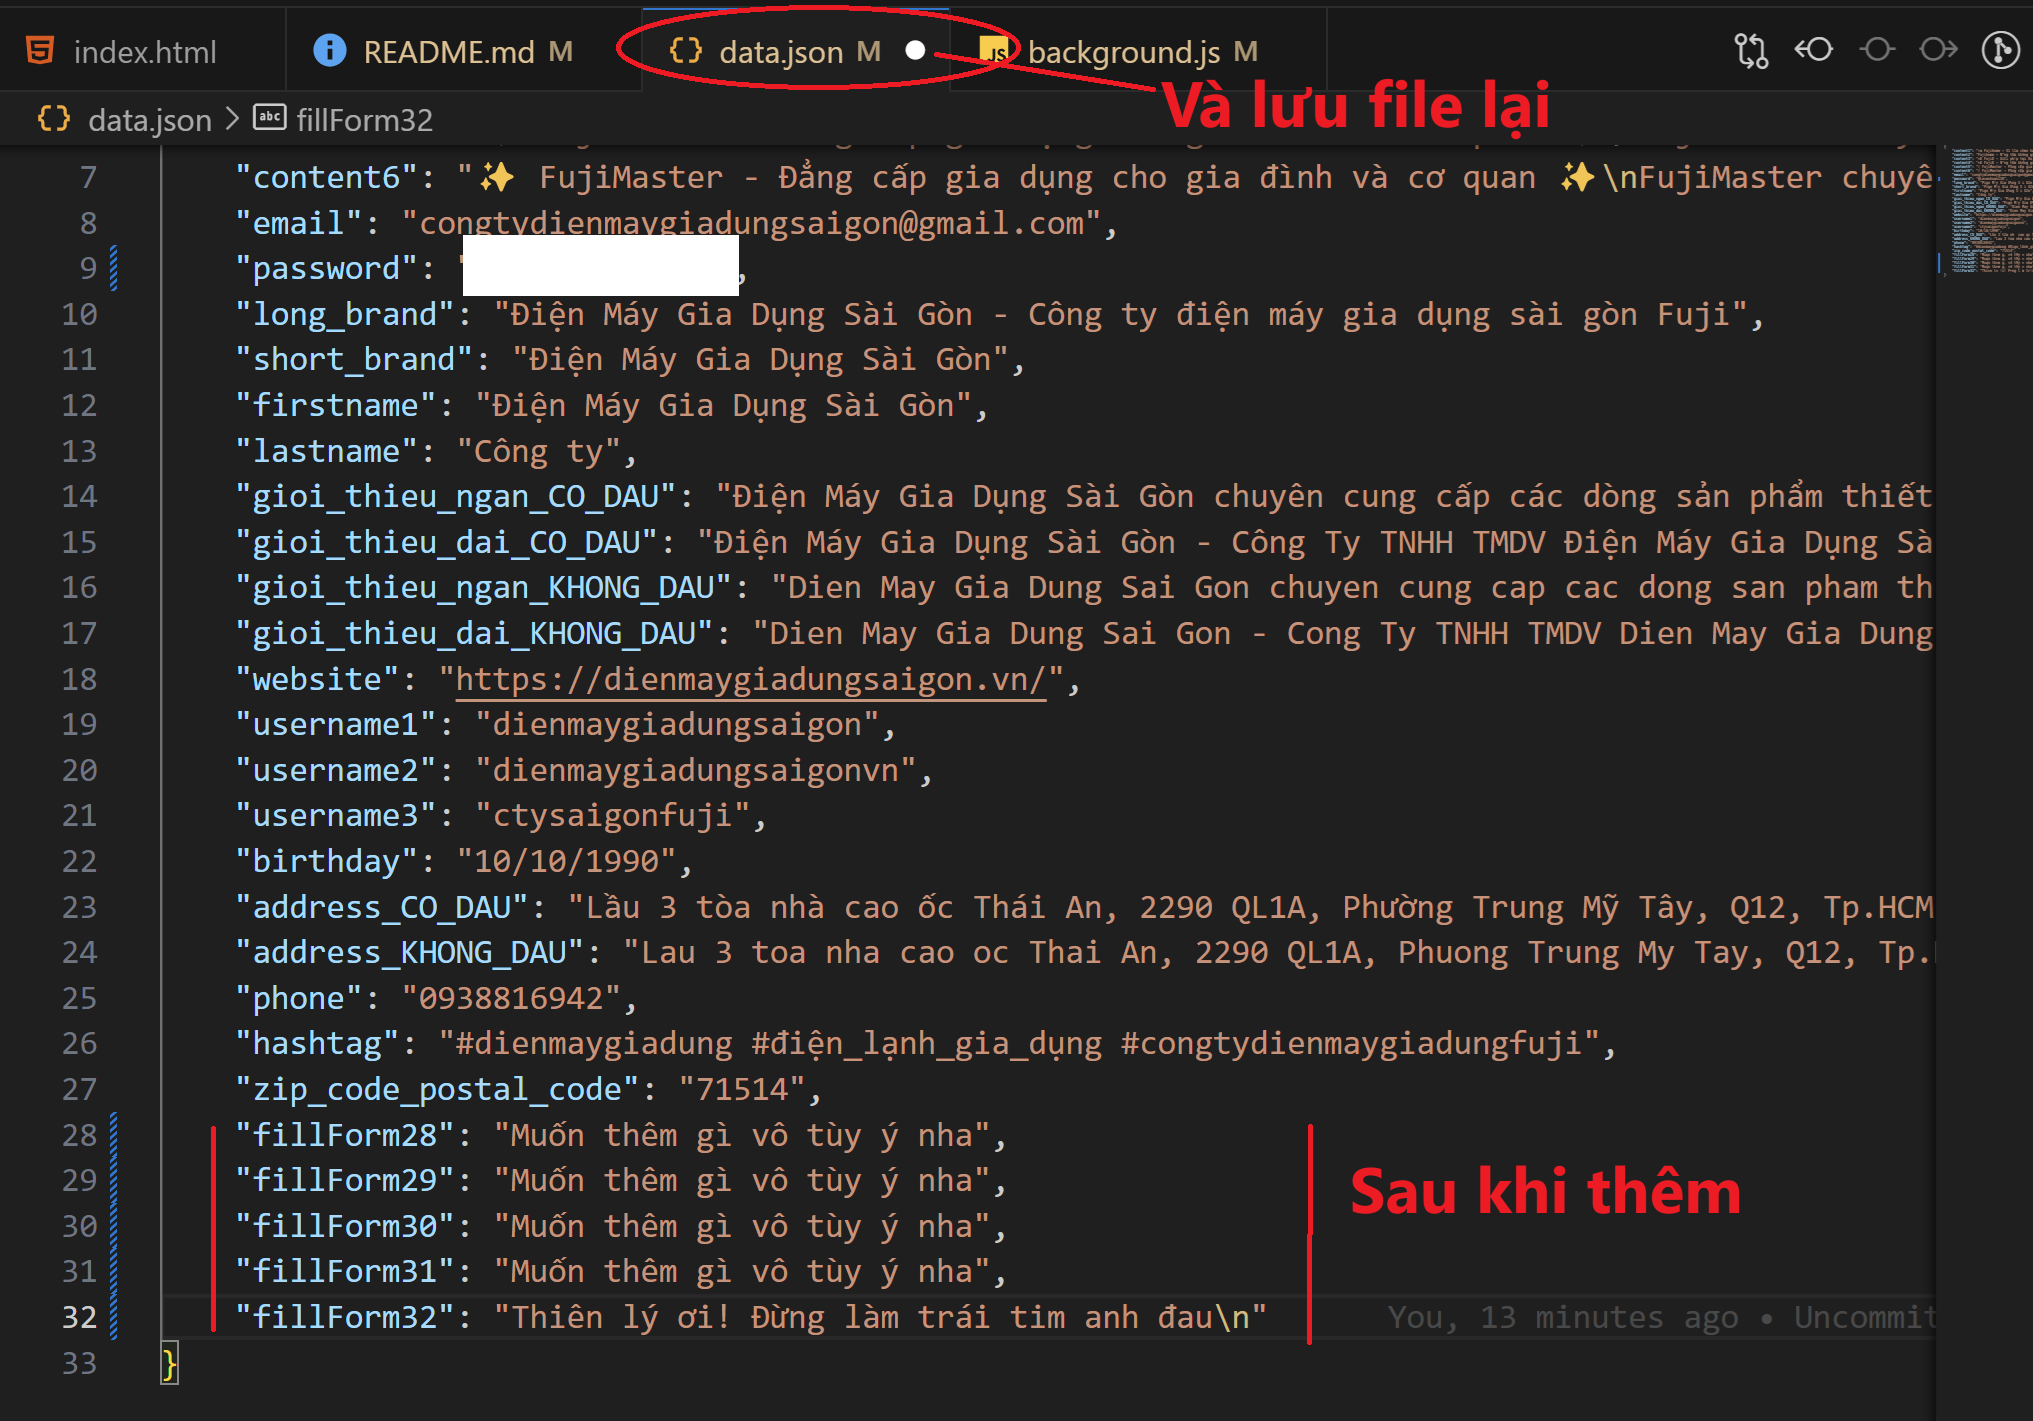 index.html
README.md M
data.json M
background.js M
Và lưu file lại
data.json > fillForm32
7 "content6": "✨ FujiMaster - Đẳng cấp gia dụng cho gia đình và cơ quan ✨\nFujiMaster chuyê
8 "email": "congtydienmaygiadungsaigon@gmail.com",
9 "password": " ,
10 "long_brand": "Điện Máy Gia Dụng Sài Gòn - Công ty điện máy gia dụng sài gòn Fuji",
11 "short_brand": "Điện Máy Gia Dụng Sài Gòn",
12 "firstname": "Điện Máy Gia Dụng Sài Gòn",
13 "lastname": "Công ty",
14 "gioi_thieu_ngan_CO_DAU": "Điện Máy Gia Dụng Sài Gòn chuyên cung cấp các dòng sản phẩm thiết
15 "gioi_thieu_dai_CO_DAU": "Điện Máy Gia Dụng Sài Gòn - Công Ty TNHH TMDV Điện Máy Gia Dụng Sà
16 "gioi_thieu_ngan_KHONG_DAU": "Dien May Gia Dung Sai Gon chuyen cung cap cac dong san pham th
17 "gioi_thieu_dai_KHONG_DAU": "Dien May Gia Dung Sai Gon - Cong Ty TNHH TMDV Dien May Gia Dung
18 "website": "https://dienmaygiadungsaigon.vn/",
19 "username1": "dienmaygiadungsaigon",
20 "username2": "dienmaygiadungsaigonvn",
21 "username3": "ctysaigonfuji",
22 "birthday": "10/10/1990",
23 "address_CO_DAU": "Lầu 3 tòa nhà cao ốc Thái An, 2290 QL1A, Phường Trung Mỹ Tây, Q12, Tp.HCM
24 "address_KHONG_DAU": "Lau 3 toa nha cao oc Thai An, 2290 QL1A, Phuong Trung My Tay, Q12, Tp.
25 "phone": "0938816942",
26 "hashtag": "#dienmaygiadung #điện_lạnh_gia_dụng #congtydienmaygiadungfuji",
27 "zip_code_postal_code": "71514",
28 "fillForm28": "Muốn thêm gì vô tùy ý nha",
29 "fillForm29": "Muốn thêm gì vô tùy ý nha",
30 "fillForm30": "Muốn thêm gì vô tùy ý nha",
31 "fillForm31": "Muốn thêm gì vô tùy ý nha",
Sau khi thêm
32 "fillForm32": "Thiên lý ơi! Đừng làm trái tim anh đau\n" You, 13 minutes ago • Uncommit
33 }